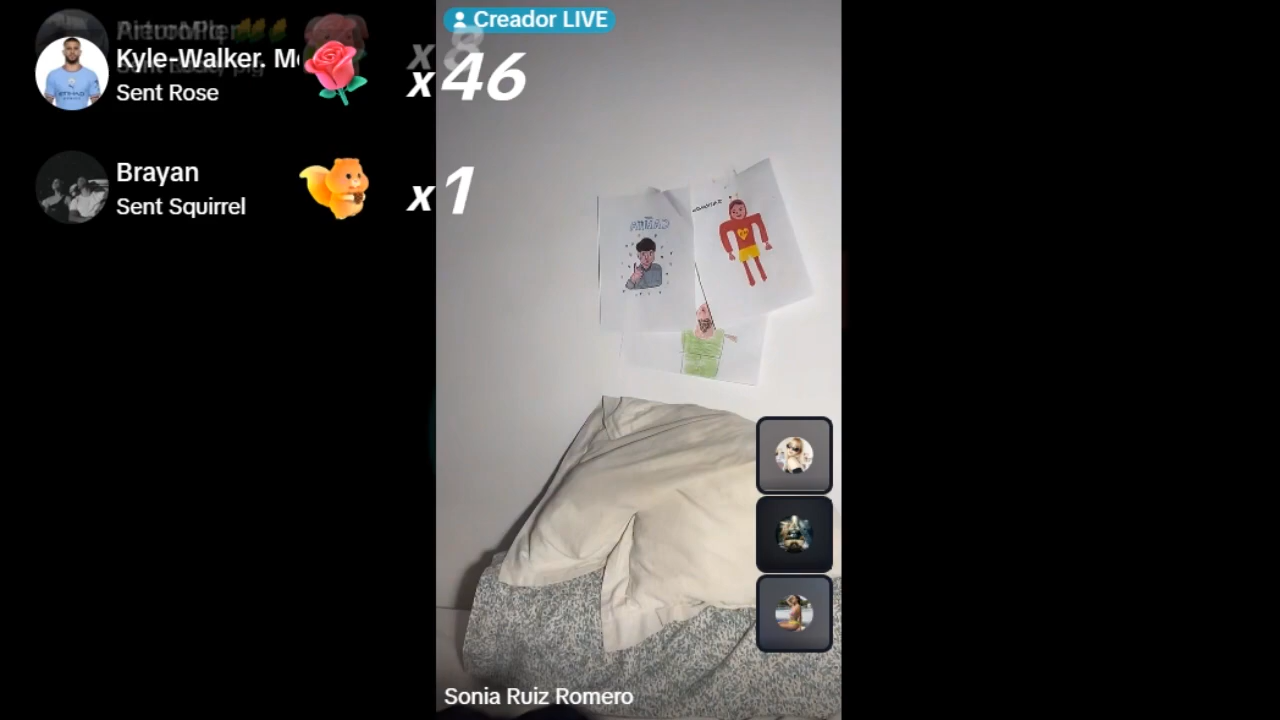 Creador LIVE
Kyle-Walker. M
Sent Rose
x46
Brayan
Sent Squirrel
x1
Sonia Ruiz Romero